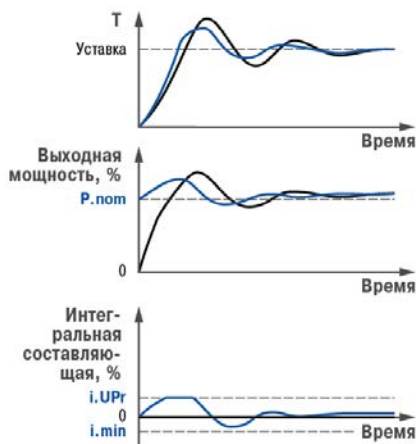 T
Уставка
Время
Выходная
мощность, %
P.nom
0
Время
Интег-
ральная
составляю-
щая, %
i.UPr
0
Время
i.min